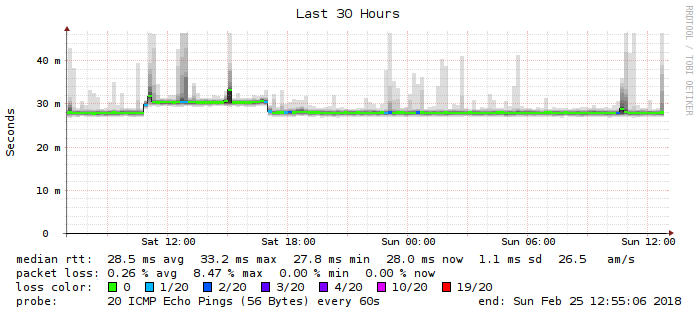 Last 30 Hours
RRDTOOL / TOBI OETIKER
Seconds
40 m
30 m
20 m
10 m
0
Sat 12:00 Sat 18:00 Sun 00:00 Sun 06:00 Sun 12:00
median rtt: 28.5 ms avg 33.2 ms max 27.8 ms min 28.0 ms now 1.1 ms sd 26.5 am/s
packet loss: 0.26 % avg 8.47 % max 0.00 % min 0.00 % now
loss color: 0 1/20 2/20 3/20 4/20 10/20 19/20
probe: 20 ICMP Echo Pings (56 Bytes) every 60s end: Sun Feb 25 12:55:06 2018